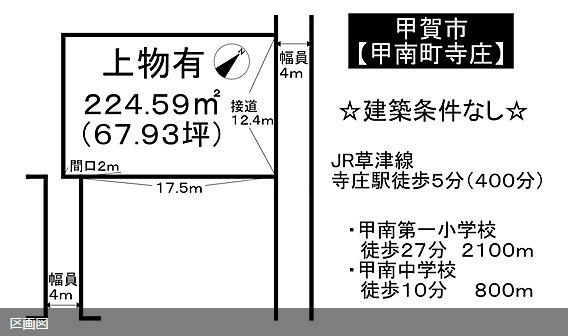 上物有
224.59㎡
(67.93坪)
接道
12.4m
間口2m
17.5m
幅員
4m
幅員
4m
甲賀市
【甲南町寺庄】
☆建築条件なし☆
JR草津線
寺庄駅徒歩5分(400分)
・甲南第一小学校
徒歩27分 2100m
・甲南中学校
徒歩10分 800m
区画図